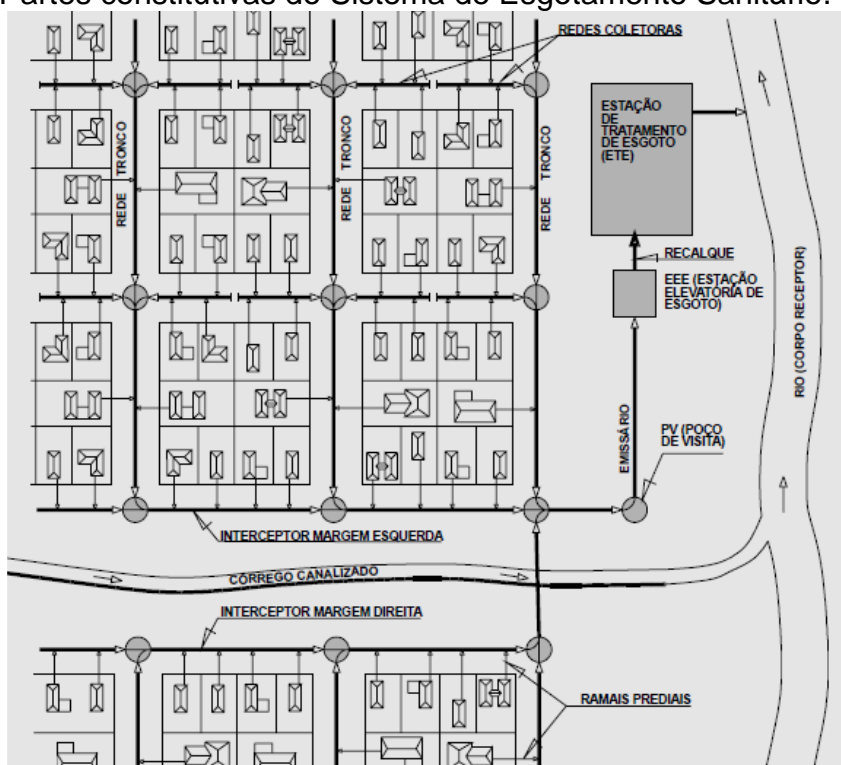 Partes constitutivas do Sistema de Esgotamento Sanitário.
REDES COLETORAS
ESTAÇÃO
DE
TRATAMENTO
DE ESGOTO
(ETE)
REDE TRONCO
REDE TRONCO
REDE TRONCO
RECALQUE
EEE (ESTAÇÃO
ELEVATÓRIA DE
ESGOTO)
RIO (CORPO RECEPTOR)
EMISSÁRIO
PV (POÇO
DE VISITA)
INTERCEPTOR MARGEM ESQUERDA
CÓRREGO CANALIZADO
INTERCEPTOR MARGEM DIREITA
RAMAIS PREDIAIS